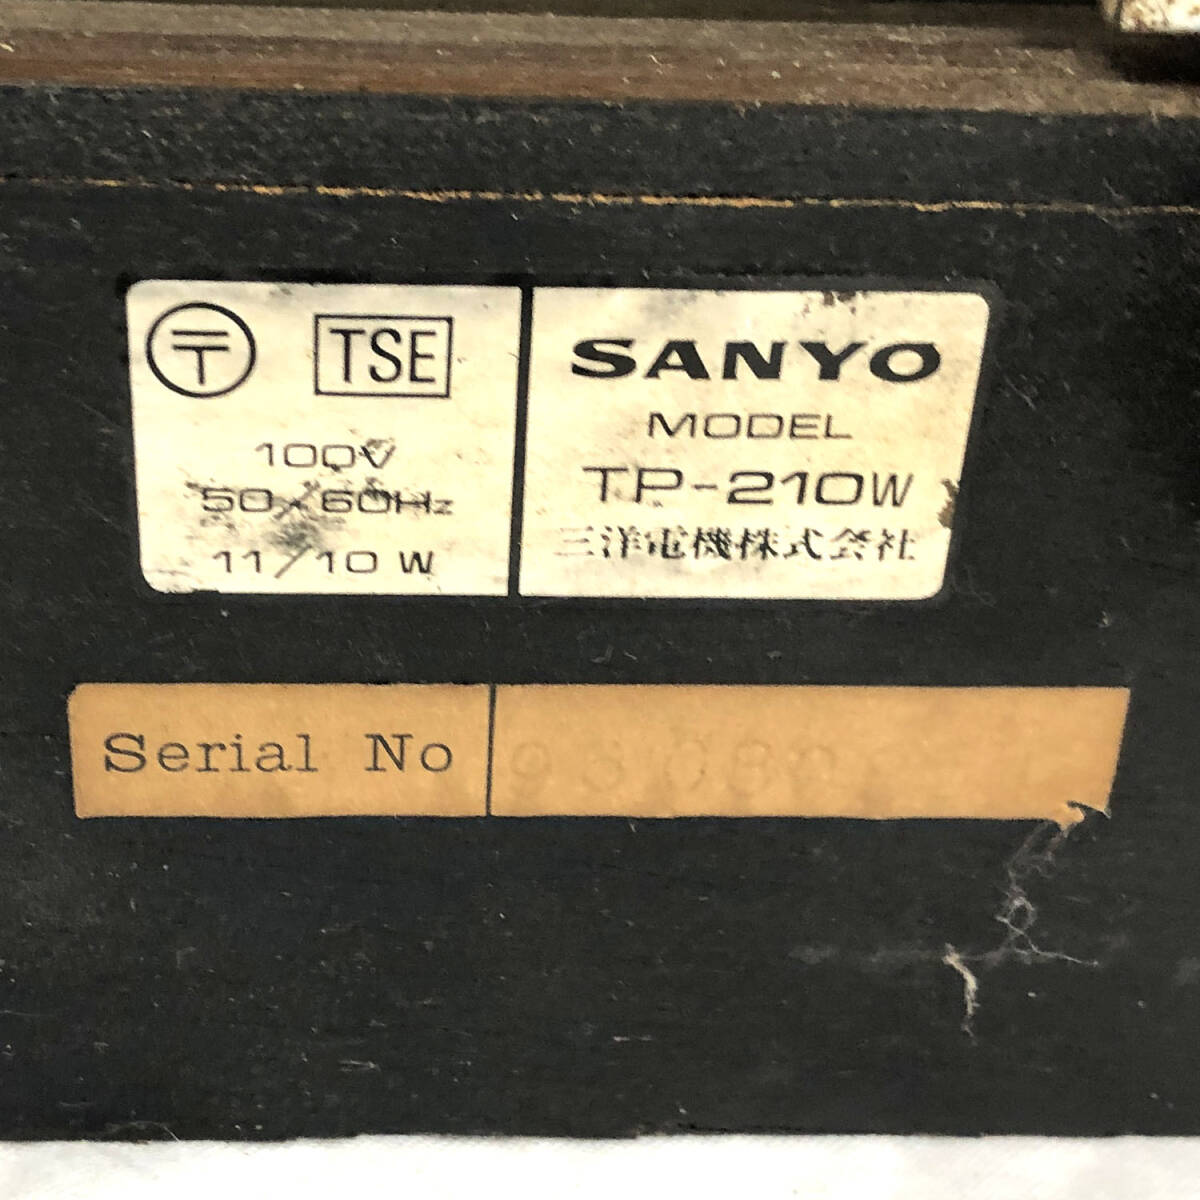 〒 TSE
100V
50/60Hz
11/10 W
SANYO
MODEL
TP-210W
三洋電機株式会社
Serial No